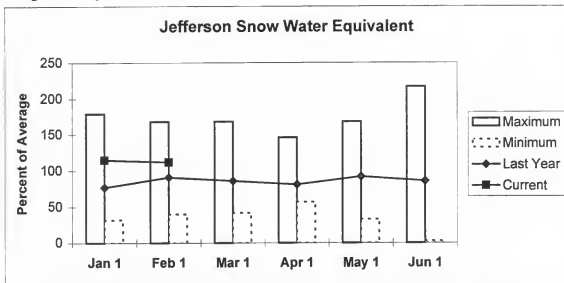 Jefferson Snow Water Equivalent
Percent of Average
250
200
150
100
50
0
Jan 1 Feb 1 Mar 1 Apr 1 May 1 Jun 1
Maximum
Minimum
Last Year
Current